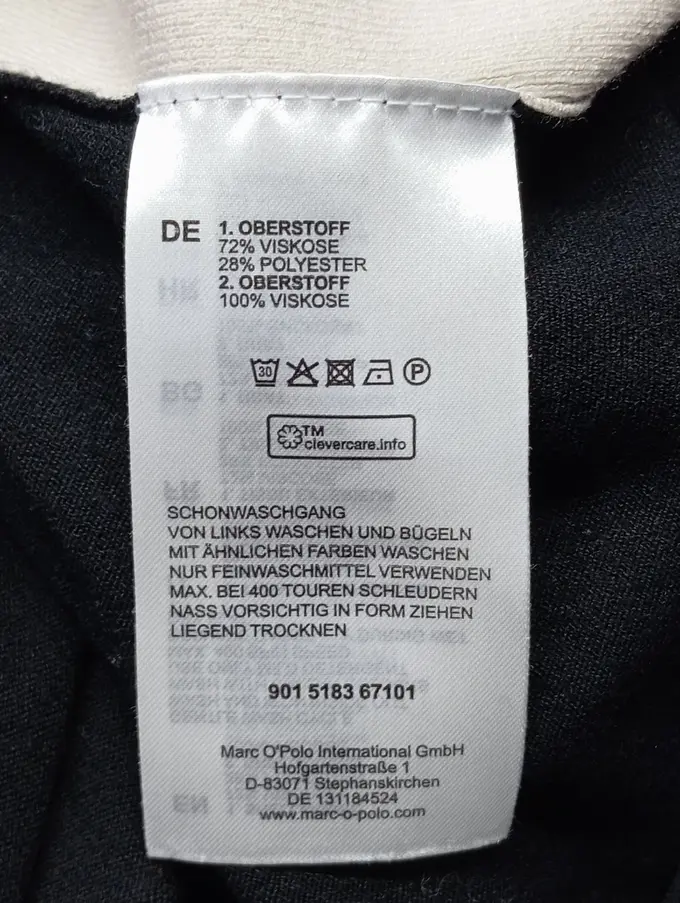 DE 1. OBERSTOFF
72% VISKOSE
28% POLYESTER
2. OBERSTOFF
100% VISKOSE
30 P
TM
clevercare.info
SCHONWASCHGANG
VON LINKS WASCHEN UND BÜGELN
MIT ÄHNLICHEN FARBEN WASCHEN
NUR FEINWASCHMITTEL VERWENDEN
MAX. BEI 400 TOUREN SCHLEUDERN
NASS VORSICHTIG IN FORM ZIEHEN
LIEGEND TROCKNEN
901 5183 67101
Marc O'Polo International GmbH
Hofgartenstraße 1
D-83071 Stephanskirchen
DE 131184524
www.marc-o-polo.com